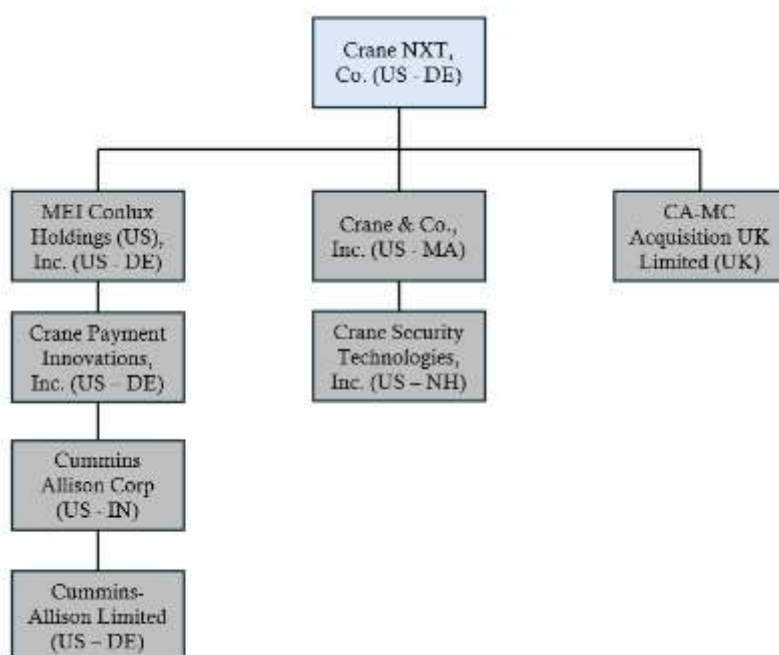 Crane NXT,
Co. (US - DE)
MEI Conlux
Holdings (US),
Inc. (US - DE)
Crane & Co.,
Inc. (US - MA)
CA-MC
Acquisition UK
Limited (UK)
Crane Payment
Innovations,
Inc. (US – DE)
Crane Security
Technologies,
Inc. (US – NH)
Cummins
Allison Corp
(US - IN)
Cummins-
Allison Limited
(US – DE)